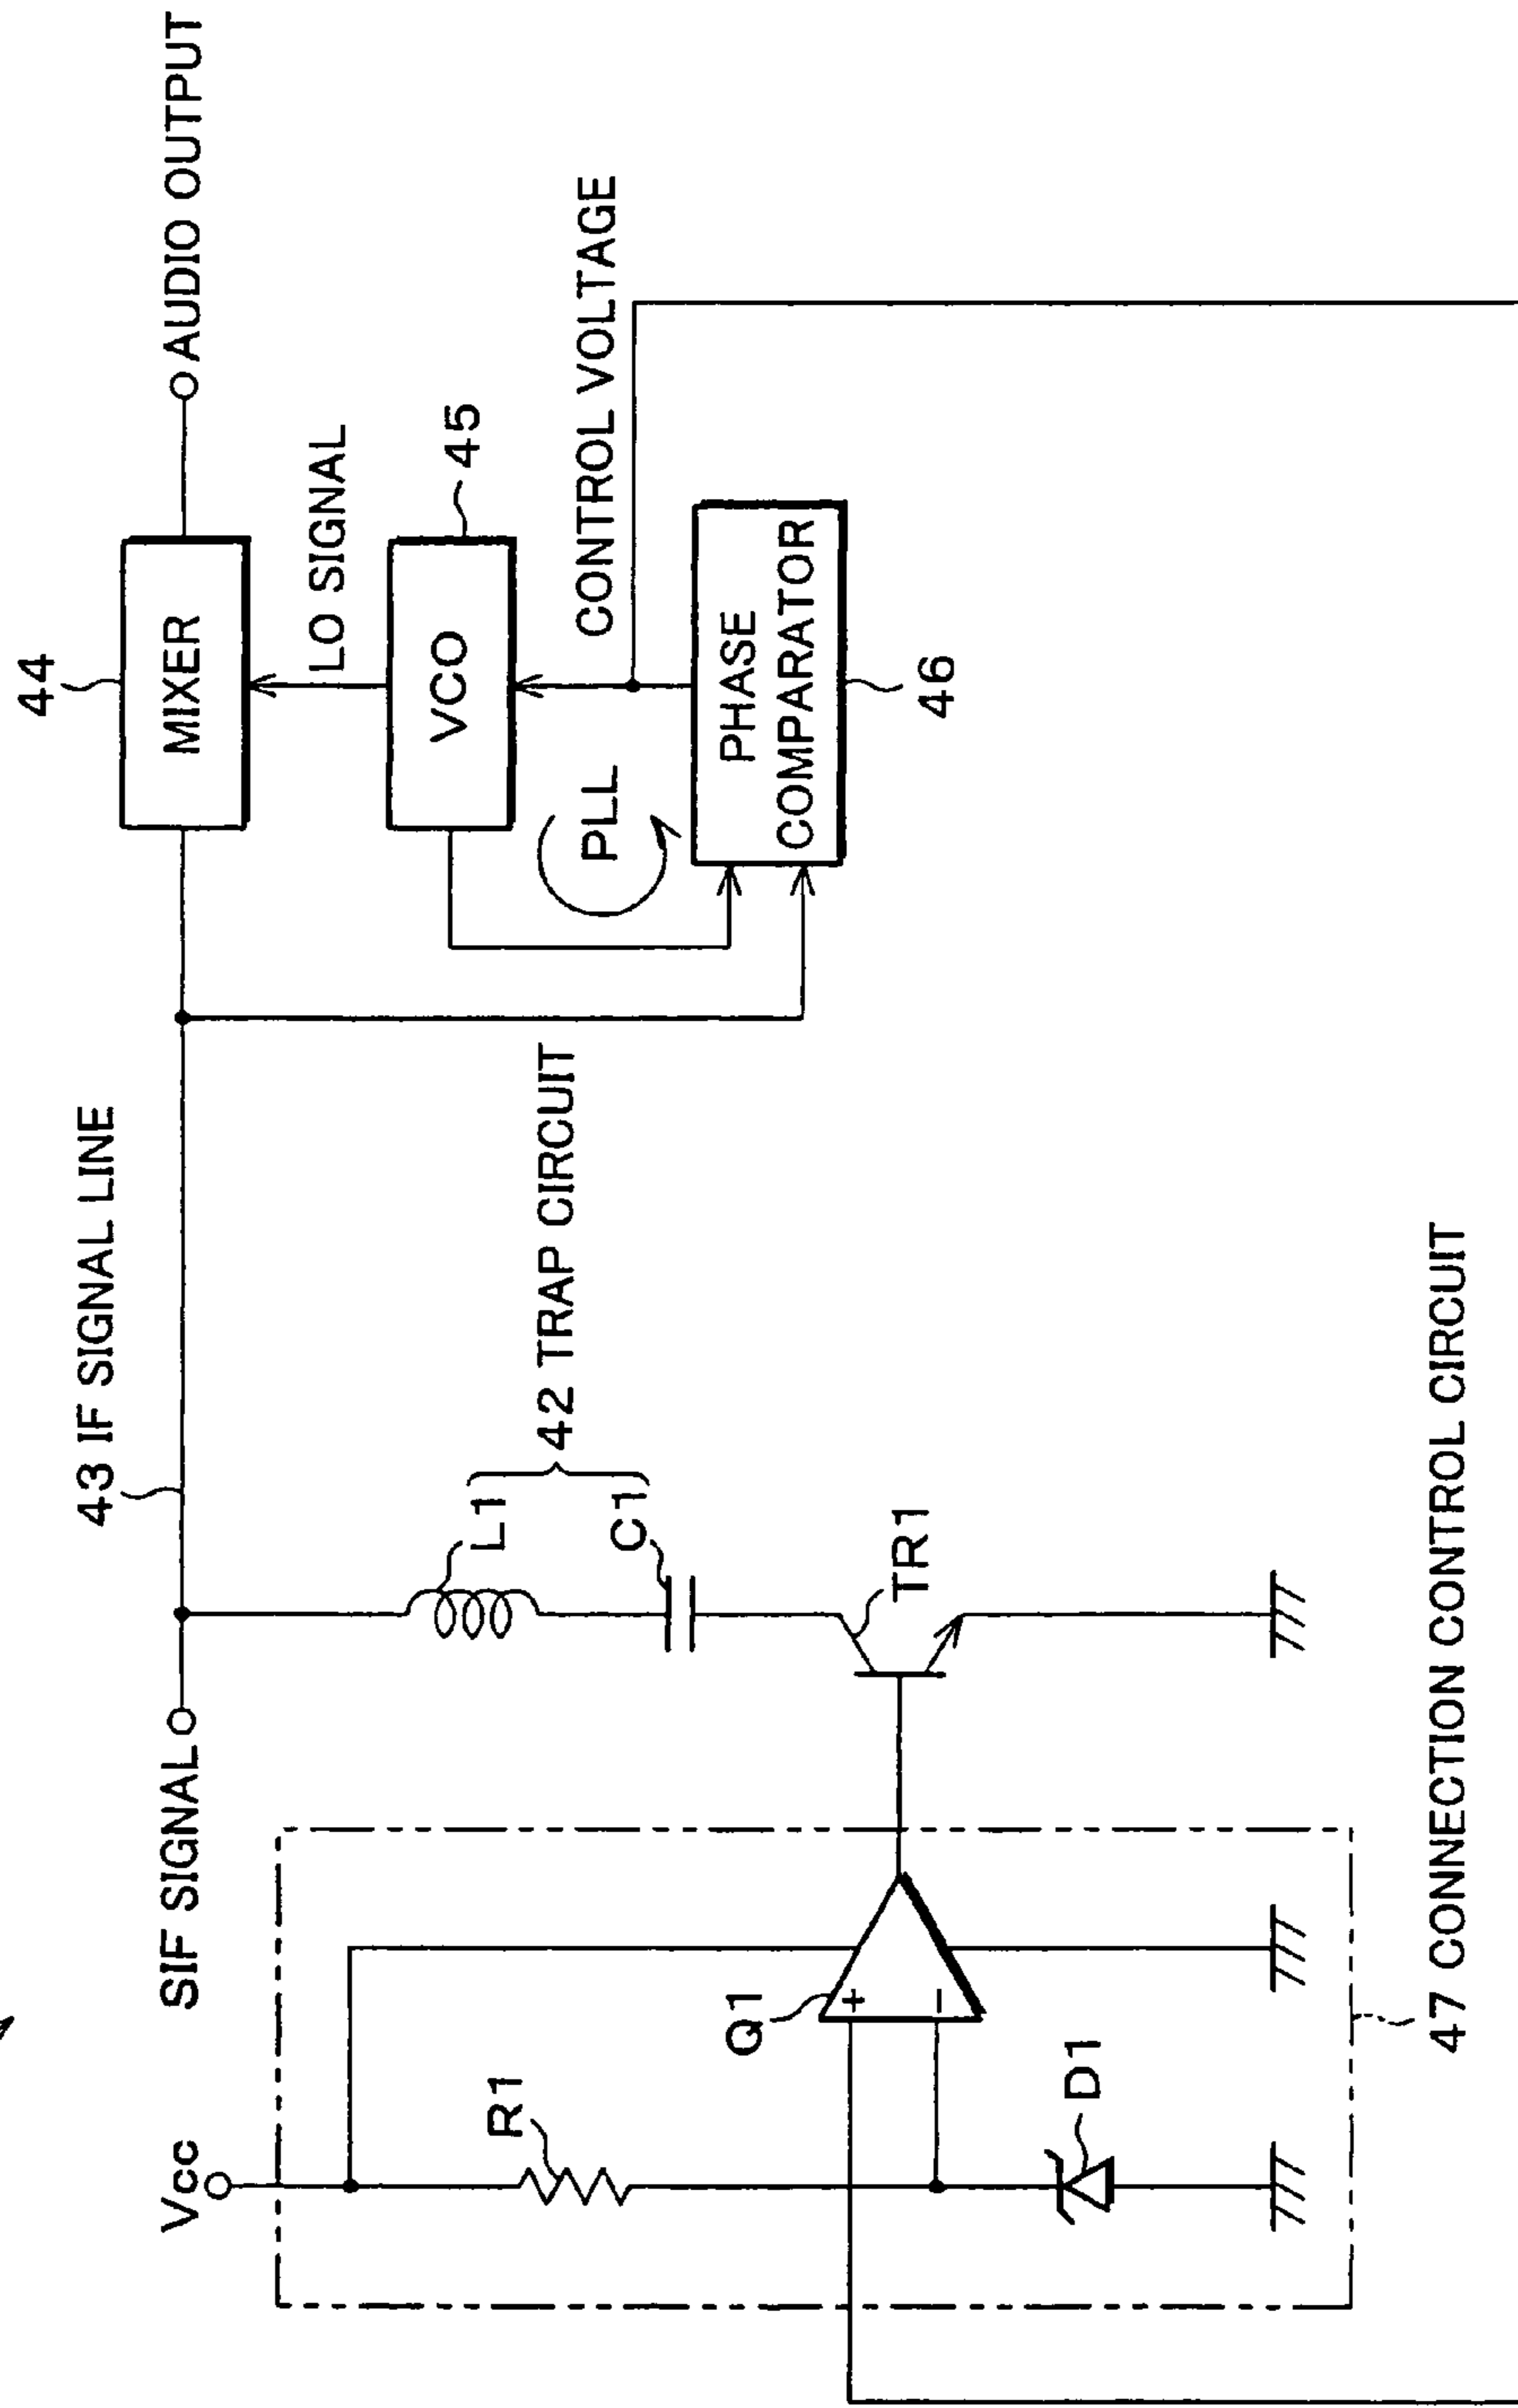 44
MIXER
AUDIO OUTPUT
LO SIGNAL
VCO
45
CONTROL VOLTAGE
PLL
PHASE
COMPARATOR
46
43 IF SIGNAL LINE
SIF SIGNAL
L1
C1
42 TRAP CIRCUIT
TR1
Vcc
R1
Q1
+
−
D1
47 CONNECTION CONTROL CIRCUIT